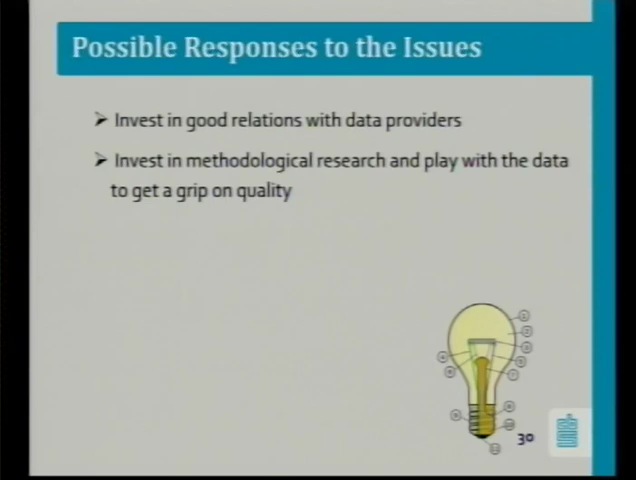 Possible Responses to the Issues
➤ Invest in good relations with data providers
➤ Invest in methodological research and play with the data
to get a grip on quality
30